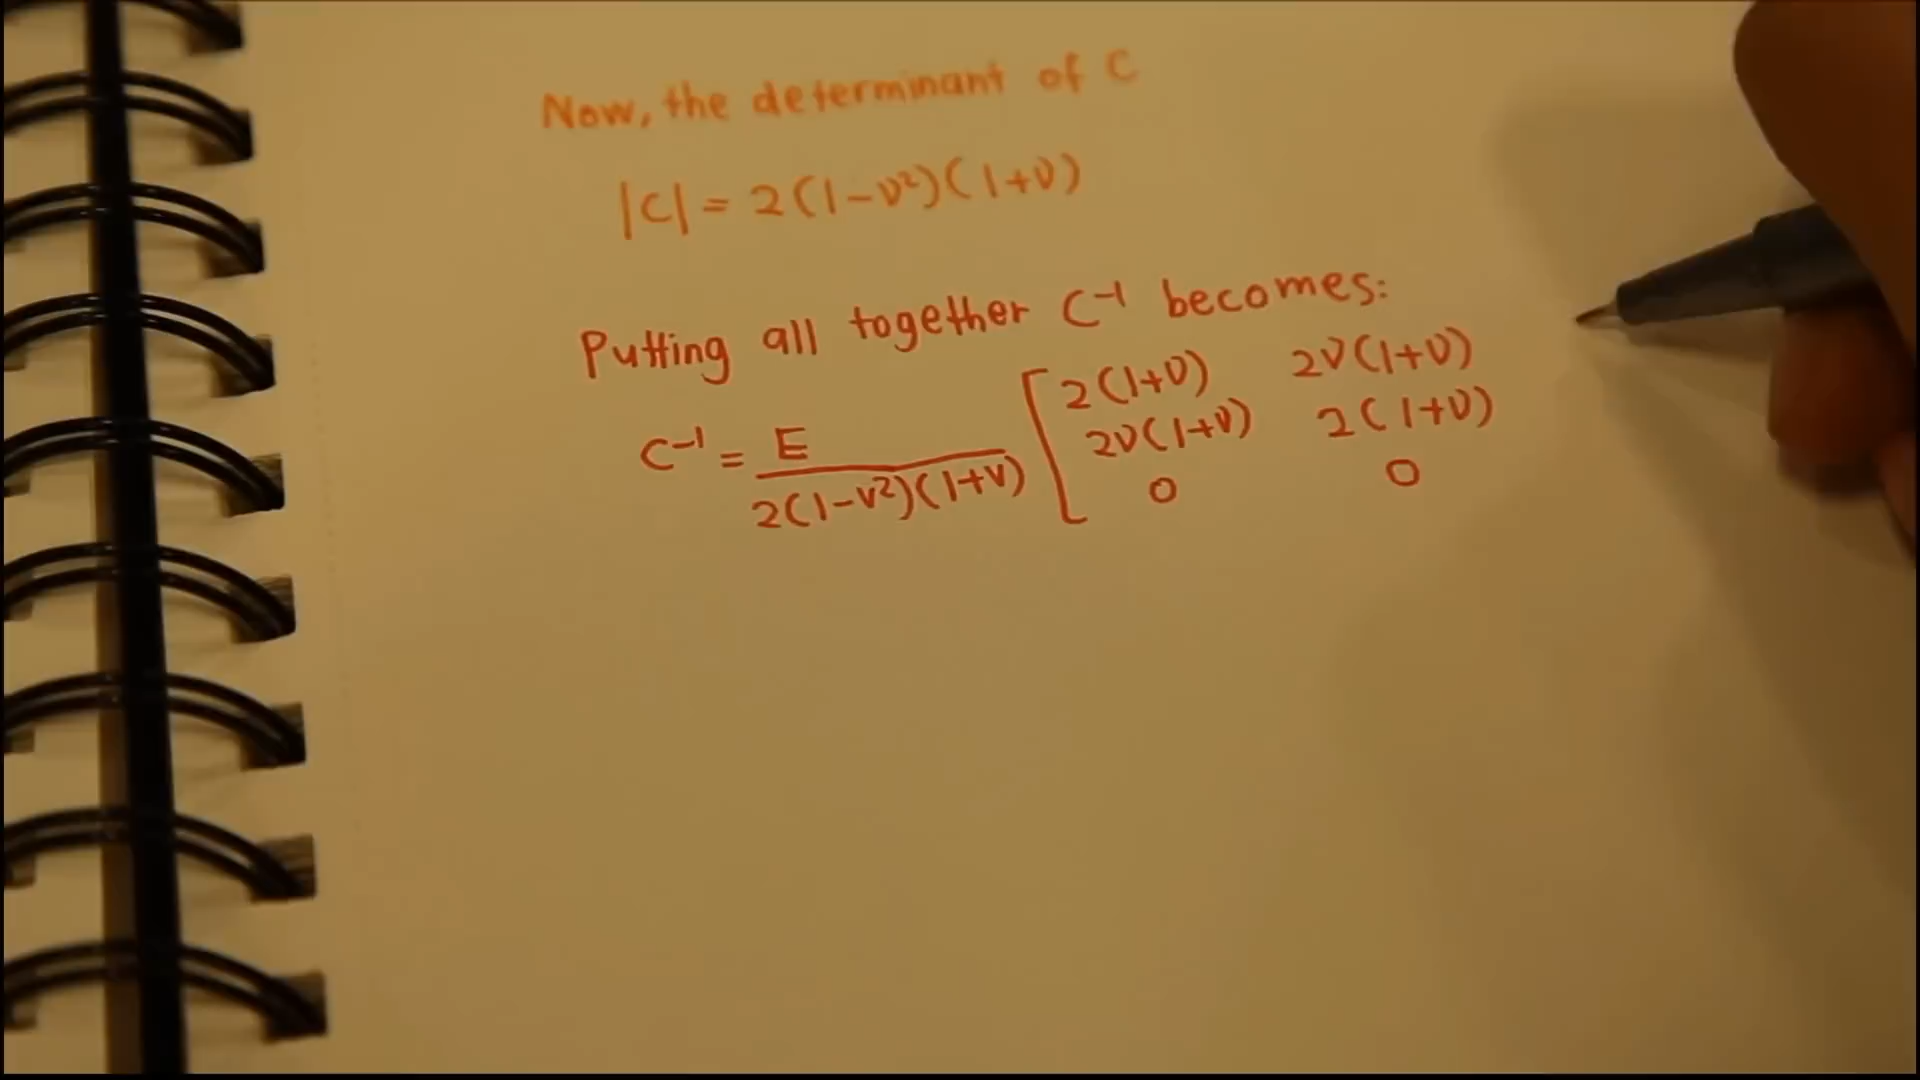 Now, the determinant of C
|C| = 2(1-ν²)(1+ν)
Putting all together C⁻¹ becomes:
2(1+ν) 2ν(1+ν)
C⁻¹ = E / 2(1-ν²)(1+ν) [ 2ν(1+ν) 2(1+ν)
0 0